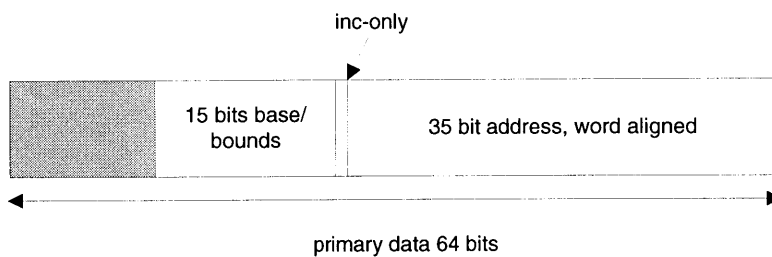 inc-only
15 bits base/
bounds
35 bit address, word aligned
primary data 64 bits